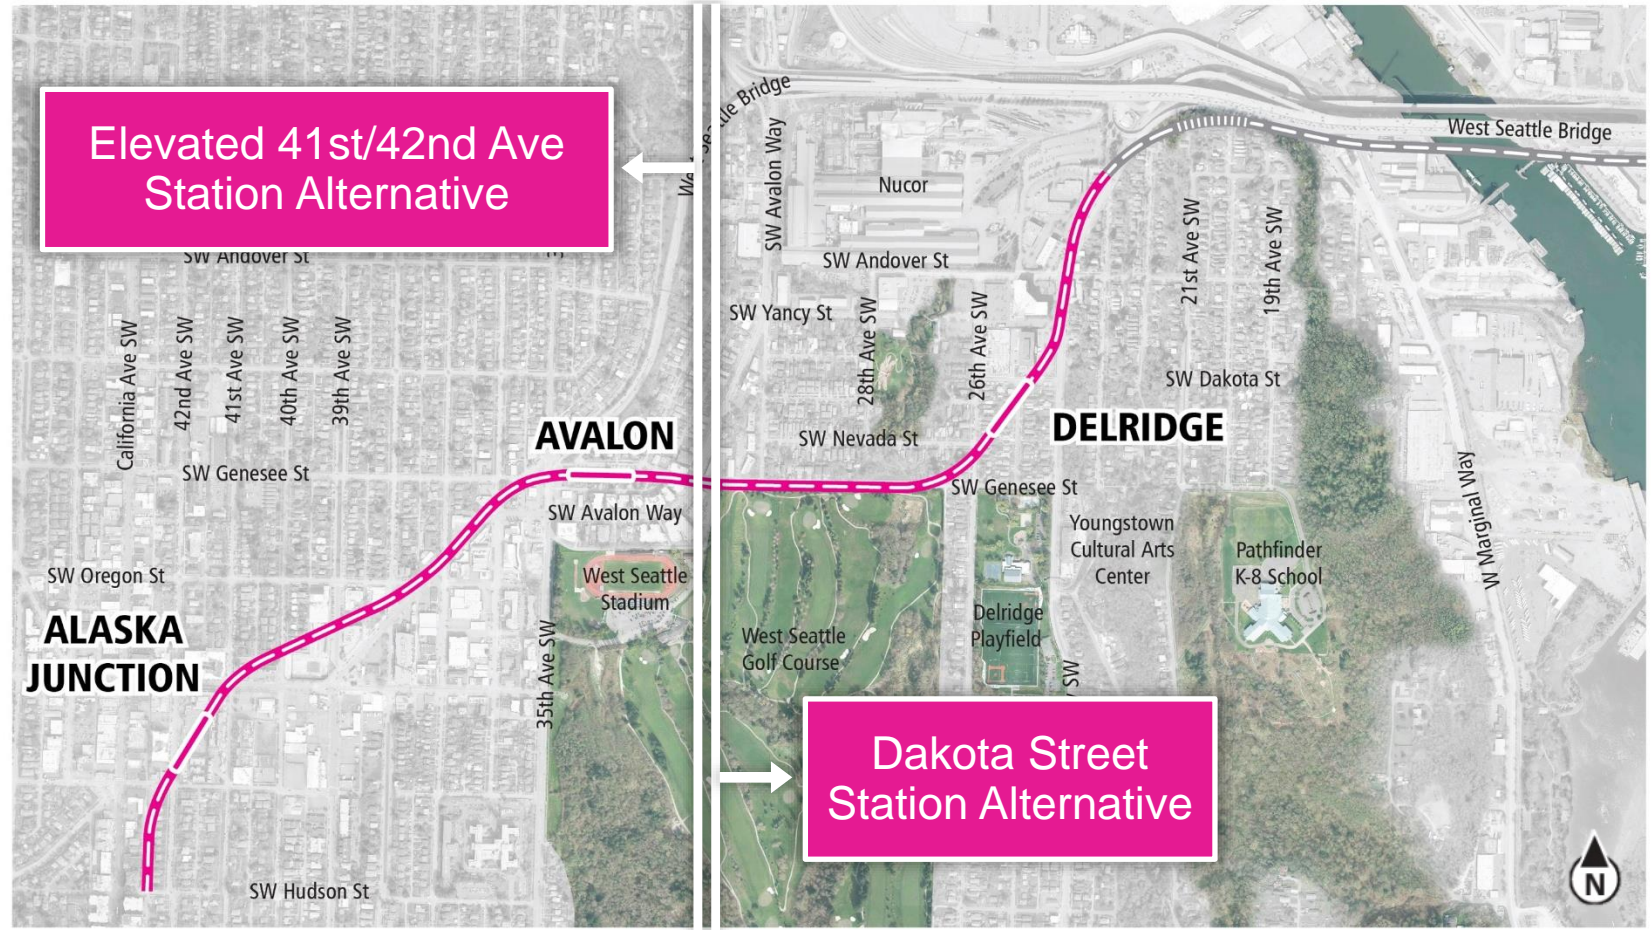 Elevated 41st/42nd Ave
Station Alternative
West Seattle Bridge
West Seattle Bridge
SW Avalon Way
Nucor
SW Andover St
SW Andover St
21st Ave SW
19th Ave SW
SW Yancy St
28th Ave SW
26th Ave SW
California Ave SW
42nd Ave SW
41st Ave SW
40th Ave SW
39th Ave SW
SW Dakota St
AVALON
DELRIDGE
SW Nevada St
SW Genesee St
SW Genesee St
SW Avalon Way
Youngstown
Cultural Arts
Center
Pathfinder
K-8 School
W Marginal Way
SW Oregon St
West Seattle
Stadium
ALASKA
JUNCTION
35th Ave SW
West Seattle
Golf Course
Delridge
Playfield
SW
Dakota Street
Station Alternative
SW Hudson St
N